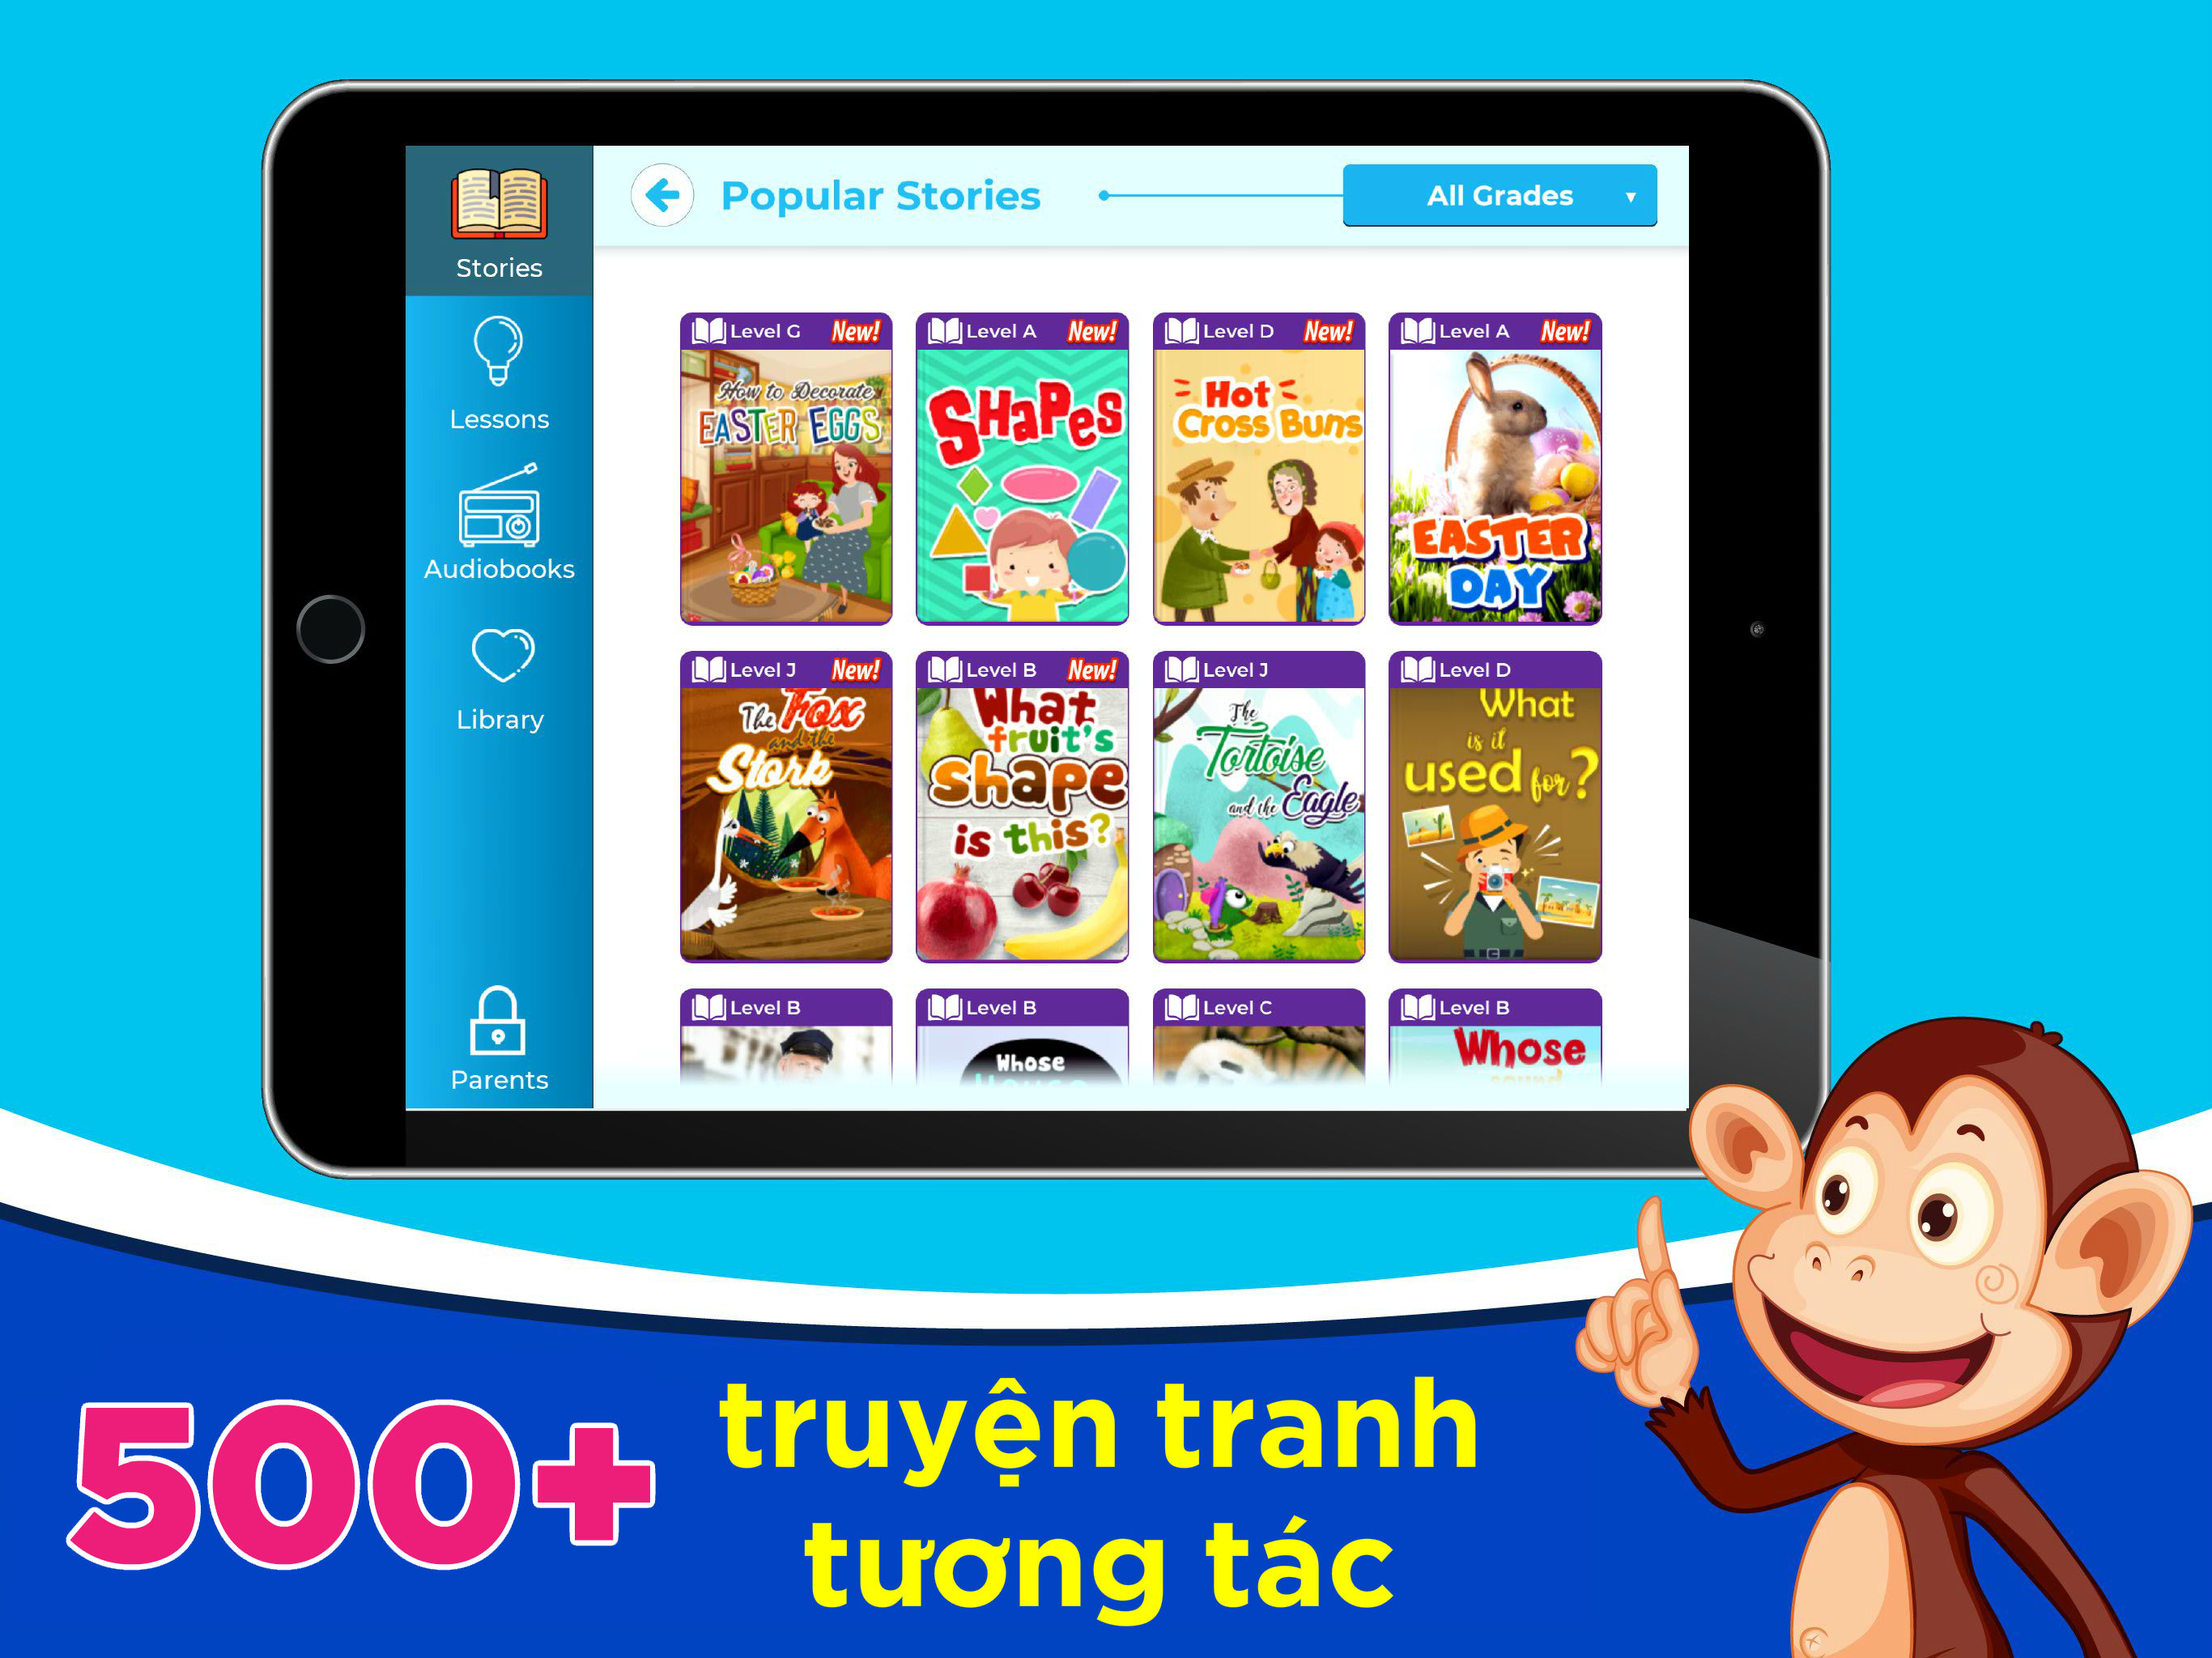 Stories
Lessons
Audiobooks
Library
Parents
Popular Stories
All Grades
Level G New!
How to Decorate
EASTER EGGS
Level A New!
SHaPes
Level D New!
Hot
Cross Buns
Level A New!
EASTER
DAY
Level J New!
The Fox
and the
Stork
Level B New!
What
fruit's
shape
is this?
Level J
The
Tortoise
and the Eagle
Level D
What
is it
used for?
Level B
Level B
Whose
Level C
Level B
Whose
500+
truyện tranh
tương tác